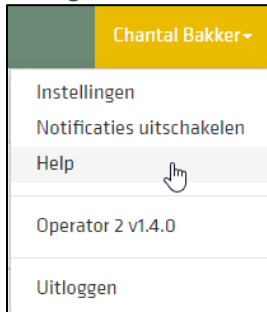 Chantal Bakker
Instellingen
Notificaties uitschakelen
Help
Operator 2 v1.4.0
Uitloggen